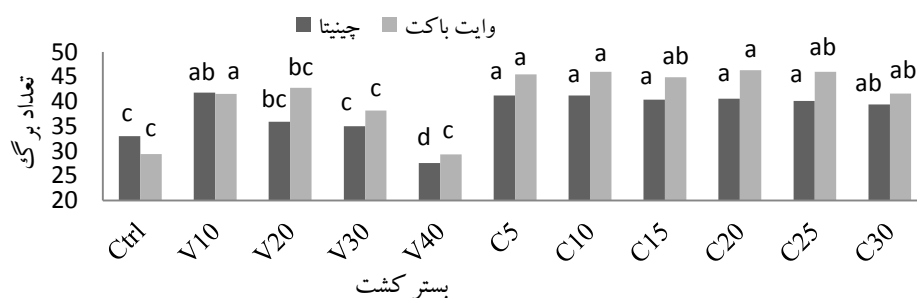 چینیتا وایت باکت
تعداد برگ
50
45
40
35
30
25
20
c c ab a bc bc c c d c a a a a a ab a a a ab ab ab
Ctrl V10 V20 V30 V40 C5 C10 C15 C20 C25 C30
بستر کشت